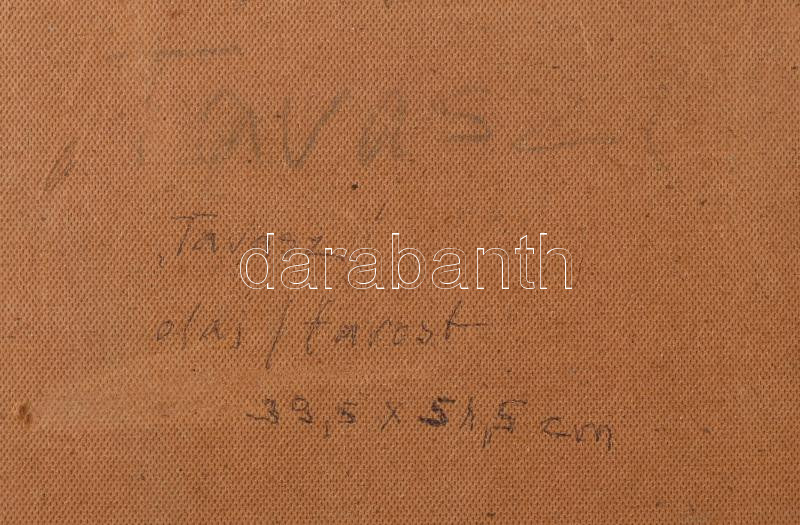 „Tavasz"
„Tavasz"
darabanth
olaj/farost
39,5 x 51,5 cm